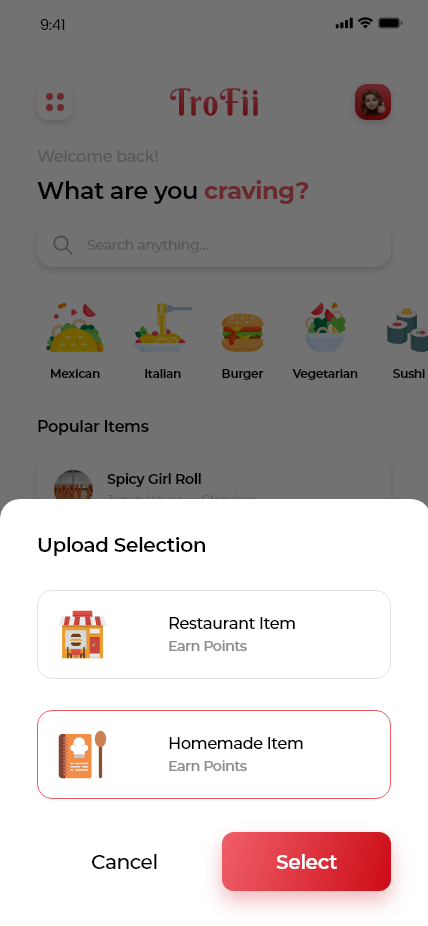 9:41
TroFii
Welcome back!
What are you craving?
Search anything...
Mexican
Italian
Burger
Vegetarian
Sushi
Popular Items
Spicy Girl Roll
Upload Selection
Restaurant Item
Earn Points
Homemade Item
Earn Points
Cancel
Select